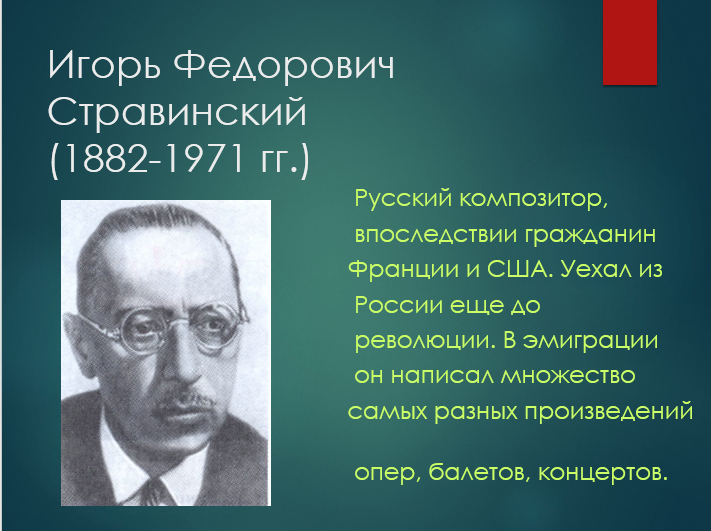 Игорь Федорович
Стравинский
(1882-1971 гг.)
Русский композитор,
впоследствии гражданин
Франции и США. Уехал из
России еще до
революции. В эмиграции
он написал множество
самых разных произведений
опер, балетов, концертов.